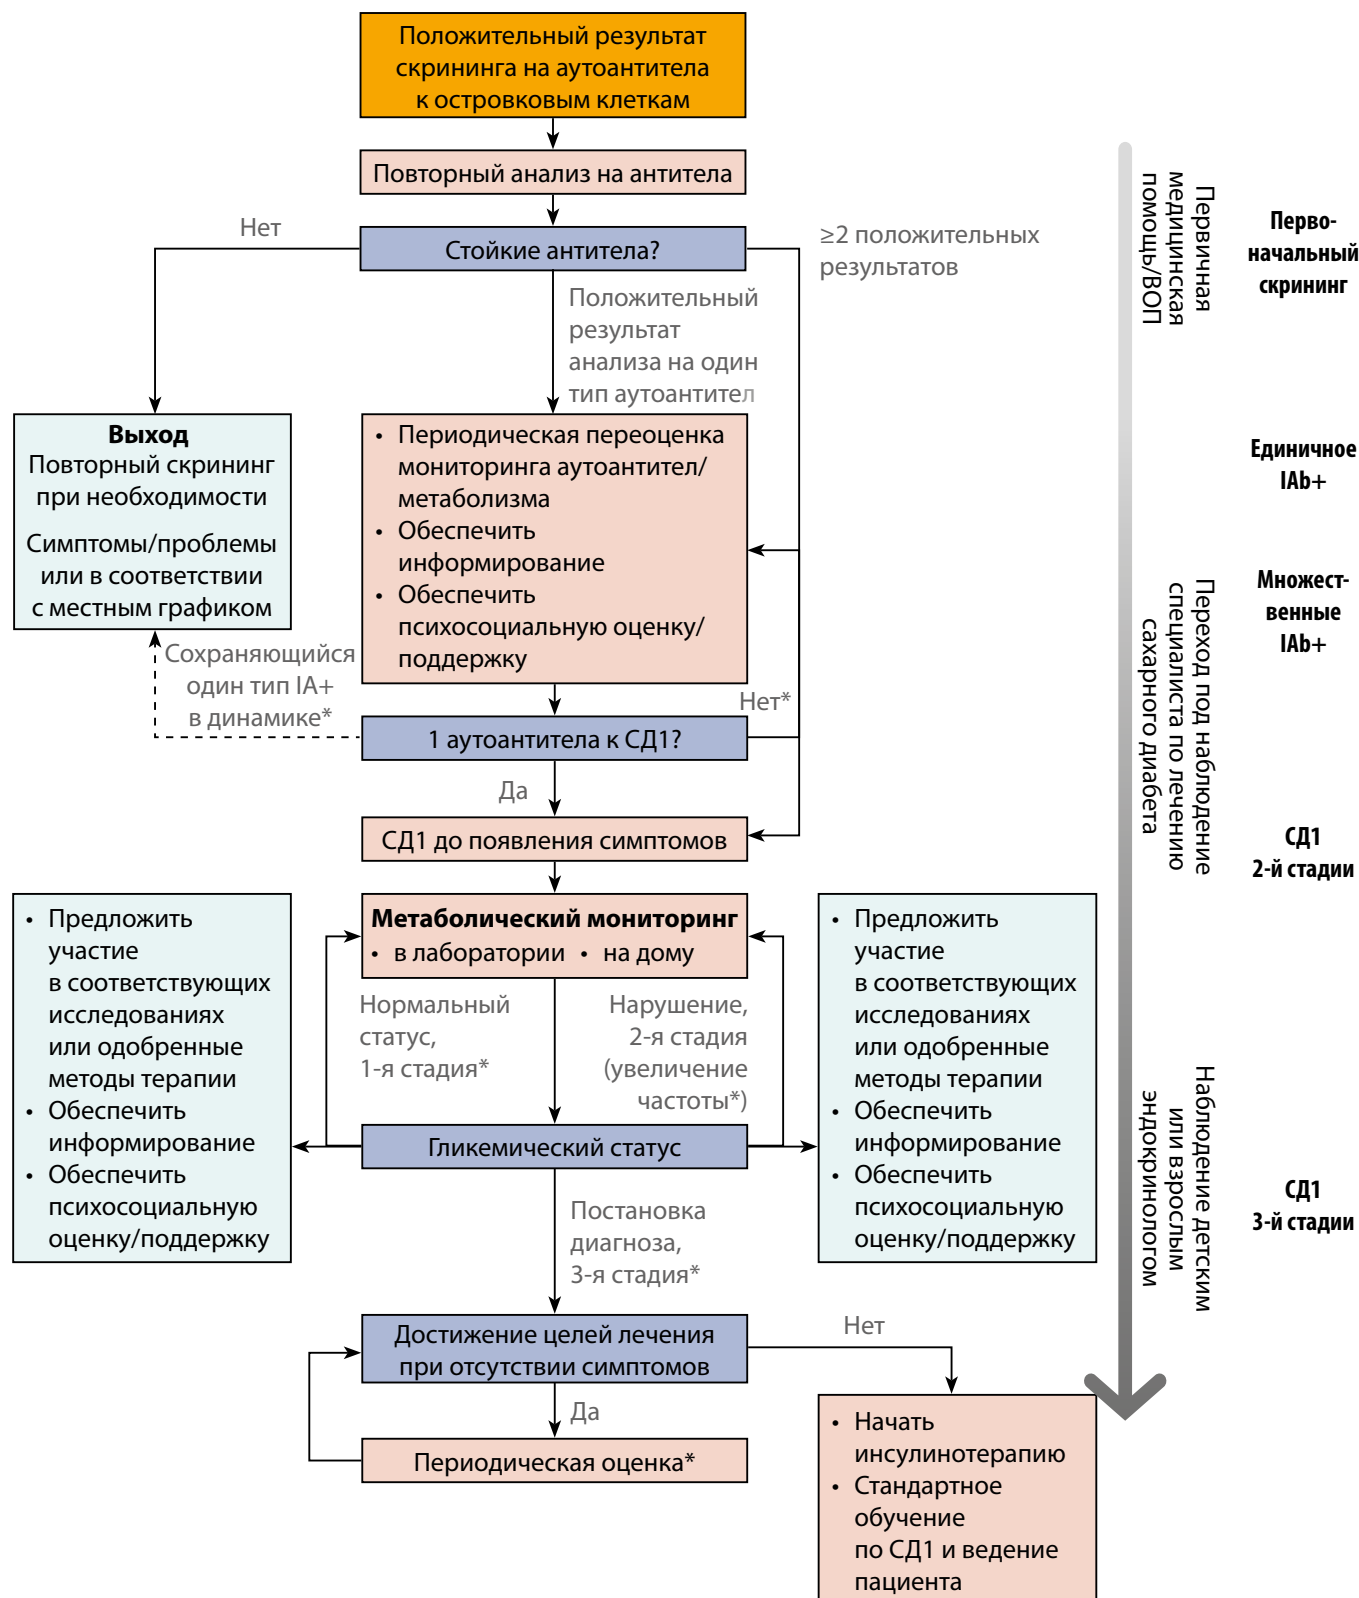 Положительный результат
скрининга на аутоантитела
к островковым клеткам
Повторный анализ на антитела
Нет
Стойкие антитела?
≥2 положительных
результатов
Положительный
результат
анализа на один
тип аутоантител
Выход
Повторный скрининг
при необходимости
Симптомы/проблемы
или в соответствии
с местным графиком
• Периодическая переоценка
мониторинга аутоантител/
метаболизма
• Обеспечить
информирование
• Обеспечить
психосоциальную оценку/
поддержку
Сохраняющийся
один тип IA+
в динамике*
Нет*
1 аутоантитела к СД1?
Да
СД1 до появления симптомов
Метаболический мониторинг
• в лаборатории • на дому
• Предложить
участие
в соответствующих
исследованиях
или одобренные
методы терапии
• Обеспечить
информирование
• Обеспечить
психосоциальную
оценку/поддержку
Нормальный
статус,
1-я стадия*
Нарушение,
2-я стадия
(увеличение
частоты*)
• Предложить
участие
в соответствующих
исследованиях
или одобренные
методы терапии
• Обеспечить
информирование
• Обеспечить
психосоциальную
оценку/поддержку
Гликемический статус
Постановка
диагноза,
3-я стадия*
Достижение целей лечения
при отсутствии симптомов
Нет
Да
Периодическая оценка*
• Начать
инсулинотерапию
• Стандартное
обучение
по СД1 и ведение
пациента
Первичная
медицинская
помощь/ВОП
Переход под наблюдение
специалиста по лечению
сахарного диабета
Наблюдение детским
или взрослым
эндокринологом
Перво-
начальный
скрининг
Единичное
IAb+
Множест-
венные
IAb+
СД1
2-й стадии
СД1
3-й стадии